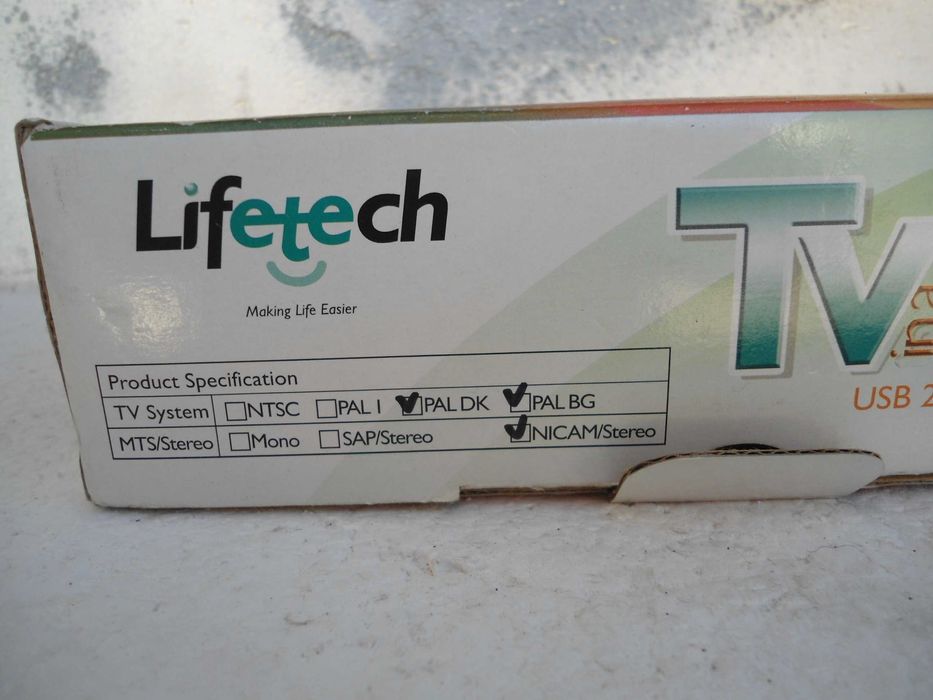 Lifetech
Making Life Easier
Product Specification
TV System ☐NTSC ☐PAL I ☑PAL DK ☑PAL BG
MTS/Stereo ☐Mono ☐SAP/Stereo ☑NICAM/Stereo
TV
in a
USB 2